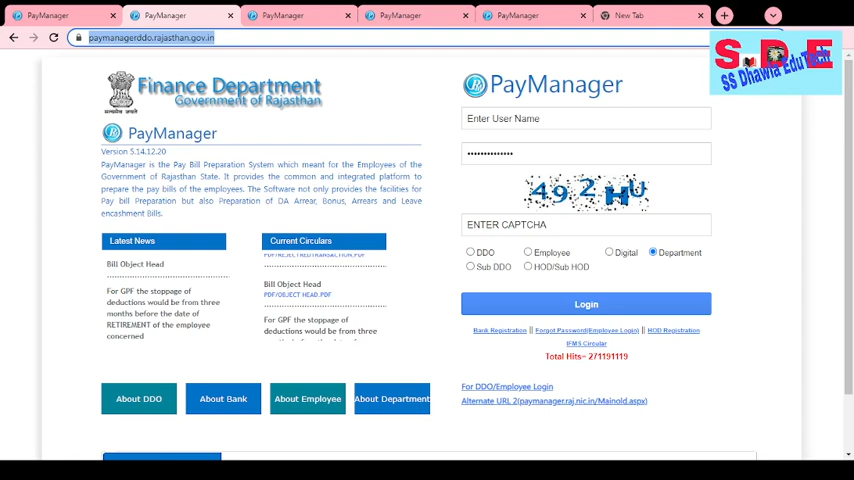 PayManager
PayManager
PayManager
PayManager
PayManager
New Tab
paymanagerddo.rajasthan.gov.in
S D E
SS Dhawla EduTech
सत्यमेव जयते
Finance Department
Government of Rajasthan
PayManager
Version 5.14.12.20
PayManager is the Pay Bill Preparation System which meant for the Employees of the
Government of Rajasthan State. It provides the common and integrated platform to
prepare the pay bills of the employees. The Software not only provides the facilities for
Pay bill Preparation but also Preparation of DA Arrear, Bonus, Arrears and Leave
encashment Bills.
Latest News
Bill Object Head
For GPF the stoppage of
deductions would be from three
months before the date of
RETIREMENT of the employee
concerned
Current Circulars
PDF/REJECTREDTRANSACTION.PDF
Bill Object Head
PDF/OBJECT HEAD.PDF
For GPF the stoppage of
deductions would be from three
About DDO
About Bank
About Employee
About Department
PayManager
Enter User Name
49.2HU
ENTER CAPTCHA
DDO Employee Digital Department
Sub DDO HOD/Sub HOD
Login
Bank Registration || Forgot Password(Employee Login) || HOD Registration
IFMS Circular
Total Hits= 271191119
For DDO/Employee Login
Alternate URL 2(paymanager.raj.nic.in/Mainold.aspx)